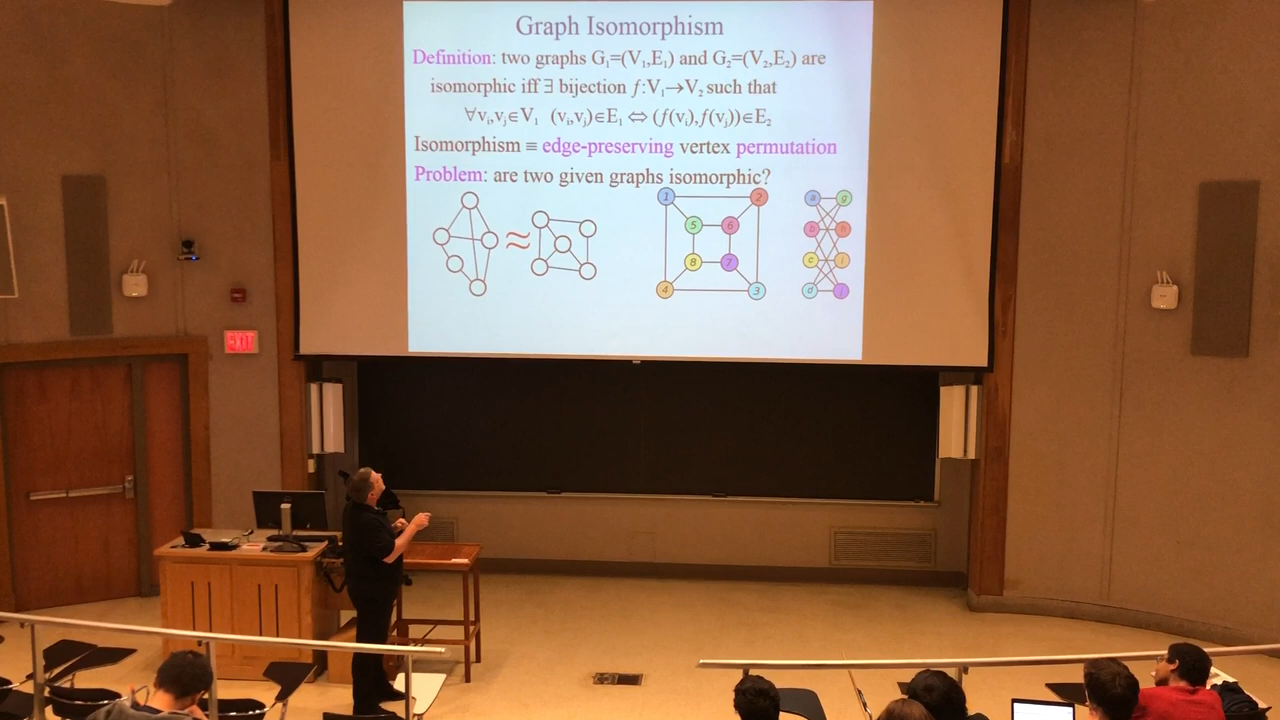 Graph Isomorphism
Definition: two graphs G₁=(V₁,E₁) and G₂=(V₂,E₂) are
isomorphic iff ∃ bijection f:V₁→V₂ such that
∀vᵢ,vⱼ∈V₁ (vᵢ,vⱼ)∈E₁ ⇔ (f(vᵢ),f(vⱼ))∈E₂
Isomorphism ≡ edge-preserving vertex permutation
Problem: are two given graphs isomorphic?
≈
1 2 a g
5 6 b h
8 7 c i
4 3 d j
EXIT